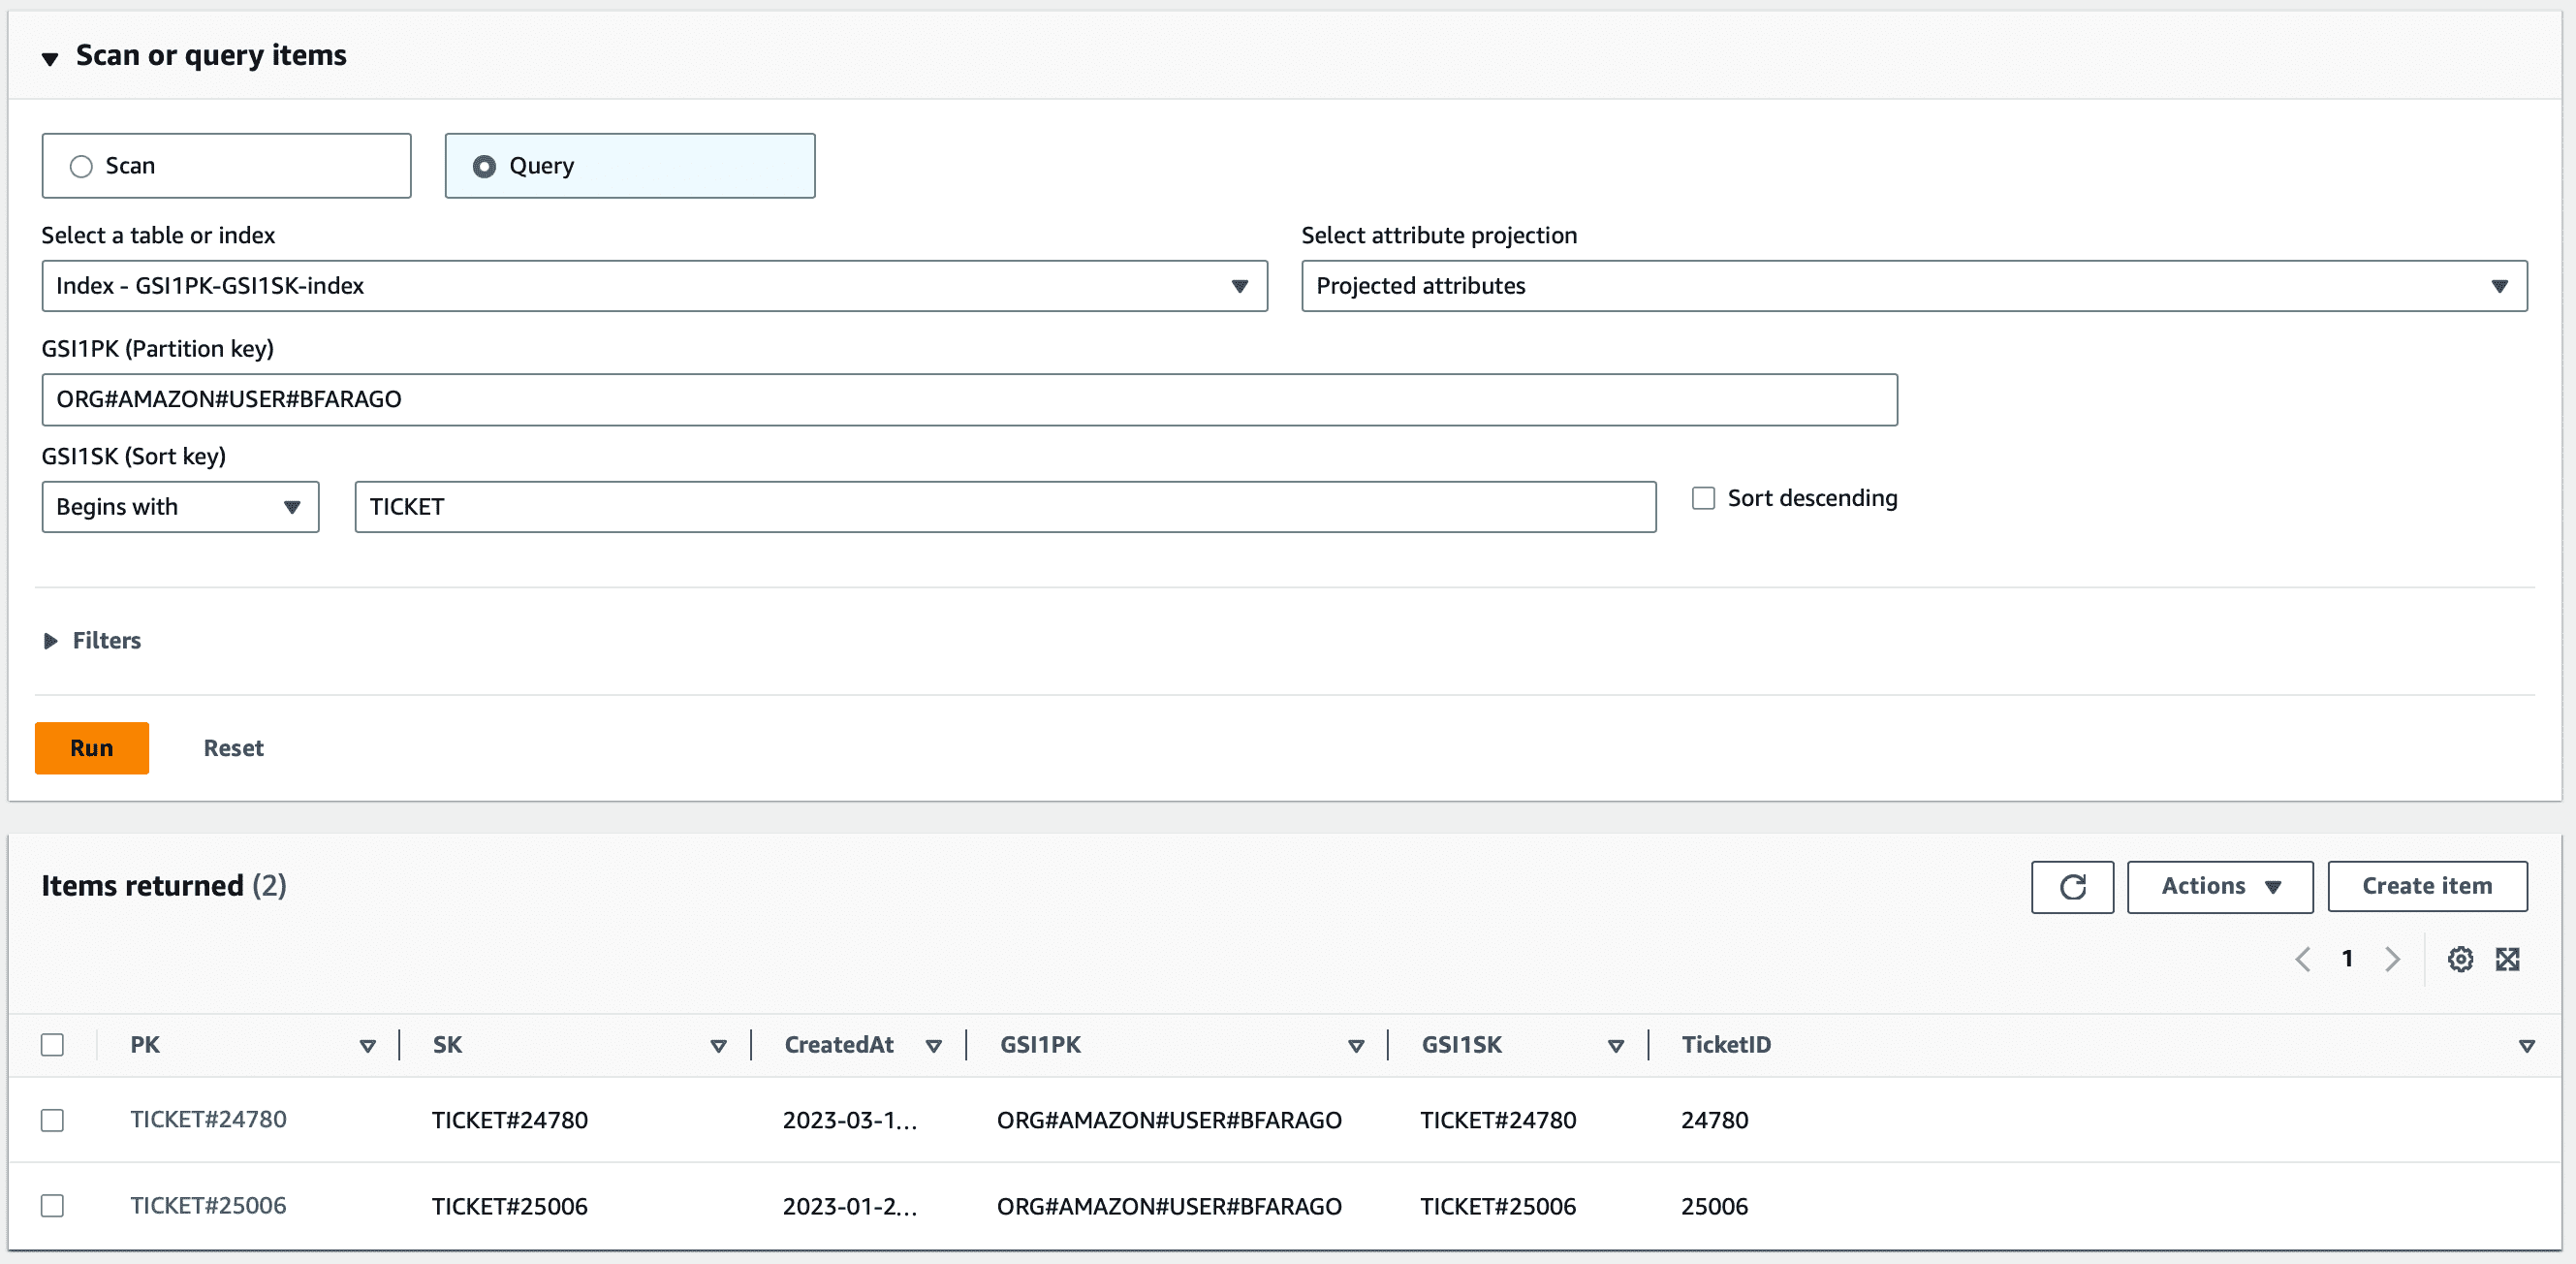 Scan or query items
Scan Query
Select a table or index Select attribute projection
Index - GSI1PK-GSI1SK-index Projected attributes
GSI1PK (Partition key)
ORG#AMAZON#USER#BFARAGO
GSI1SK (Sort key)
Begins with TICKET Sort descending
Filters
Run Reset
Items returned (2) Actions Create item
1
PK SK CreatedAt GSI1PK GSI1SK TicketID
TICKET#24780 TICKET#24780 2023-03-1... ORG#AMAZON#USER#BFARAGO TICKET#24780 24780
TICKET#25006 TICKET#25006 2023-01-2... ORG#AMAZON#USER#BFARAGO TICKET#25006 25006